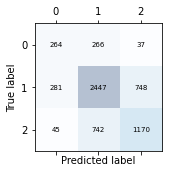 0 1 2
0 264 266 37
1 281 2447 748
2 45 742 1170
True label
Predicted label